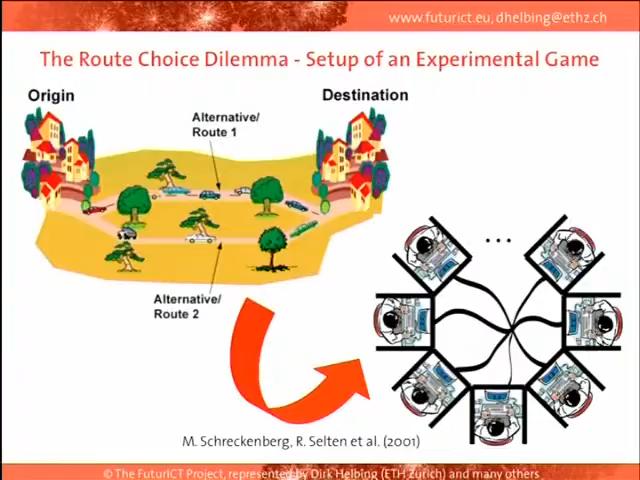 www.futurict.eu, dhelbing@ethz.ch
The Route Choice Dilemma - Setup of an Experimental Game
Origin
Destination
Alternative/
Route 1
...
Alternative/
Route 2
M. Schreckenberg, R. Selten et al. (2001)
© The FuturICT Project, represented by Dirk Helbing (ETH Zurich) and many others